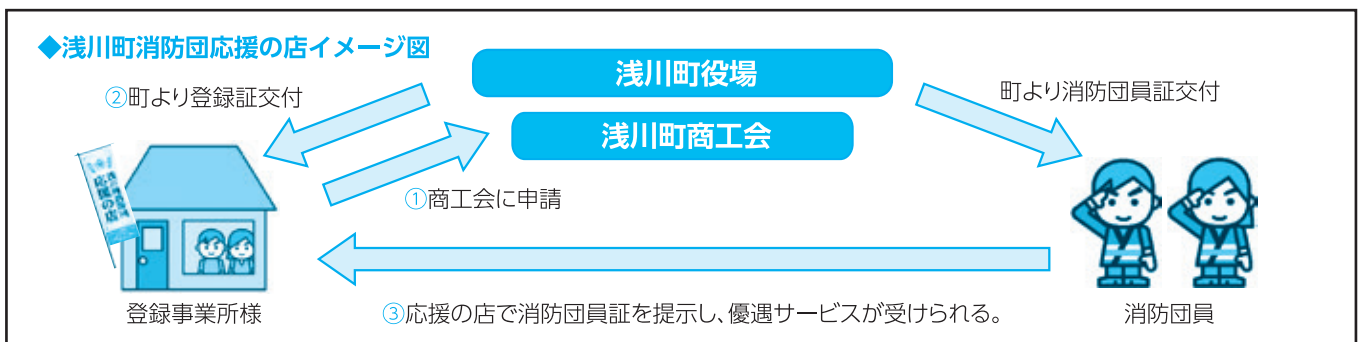 ◆浅川町消防団応援の店イメージ図
浅川町役場
②町より登録証交付
町より消防団員証交付
浅川町商工会
①商工会に申請
応援の店
登録事業所様
③応援の店で消防団員証を提示し、優遇サービスが受けられる。
消防団員